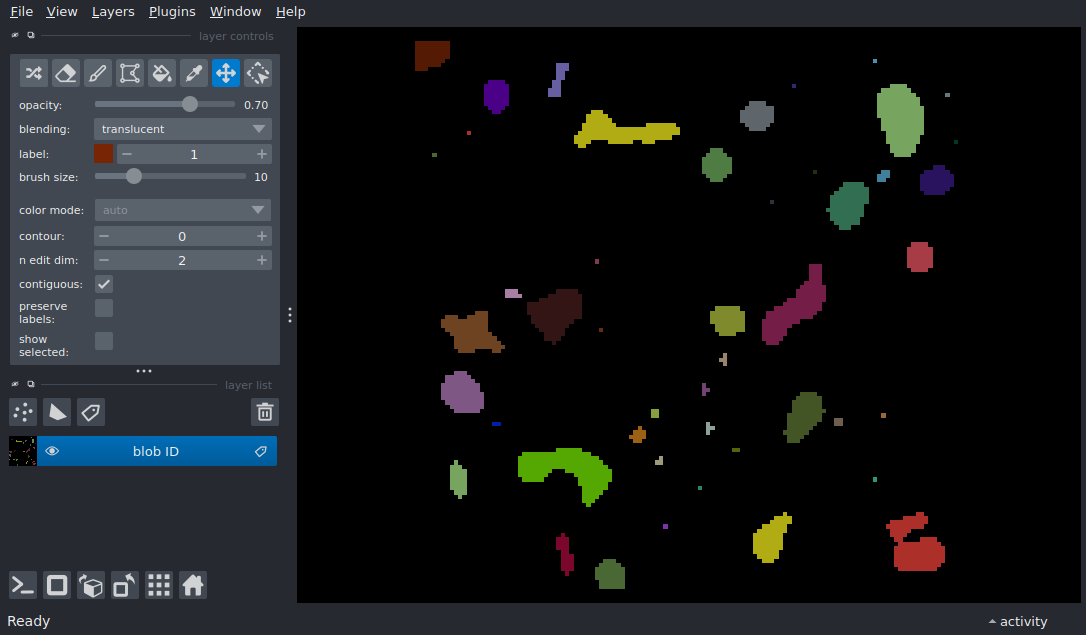 File View Layers Plugins Window Help
layer controls
opacity: 0.70
blending: translucent
label: 1
brush size: 10
color mode: auto
contour: 0
n edit dim: 2
contiguous:
preserve
labels:
show
selected:
layer list
blob ID
Ready
activity